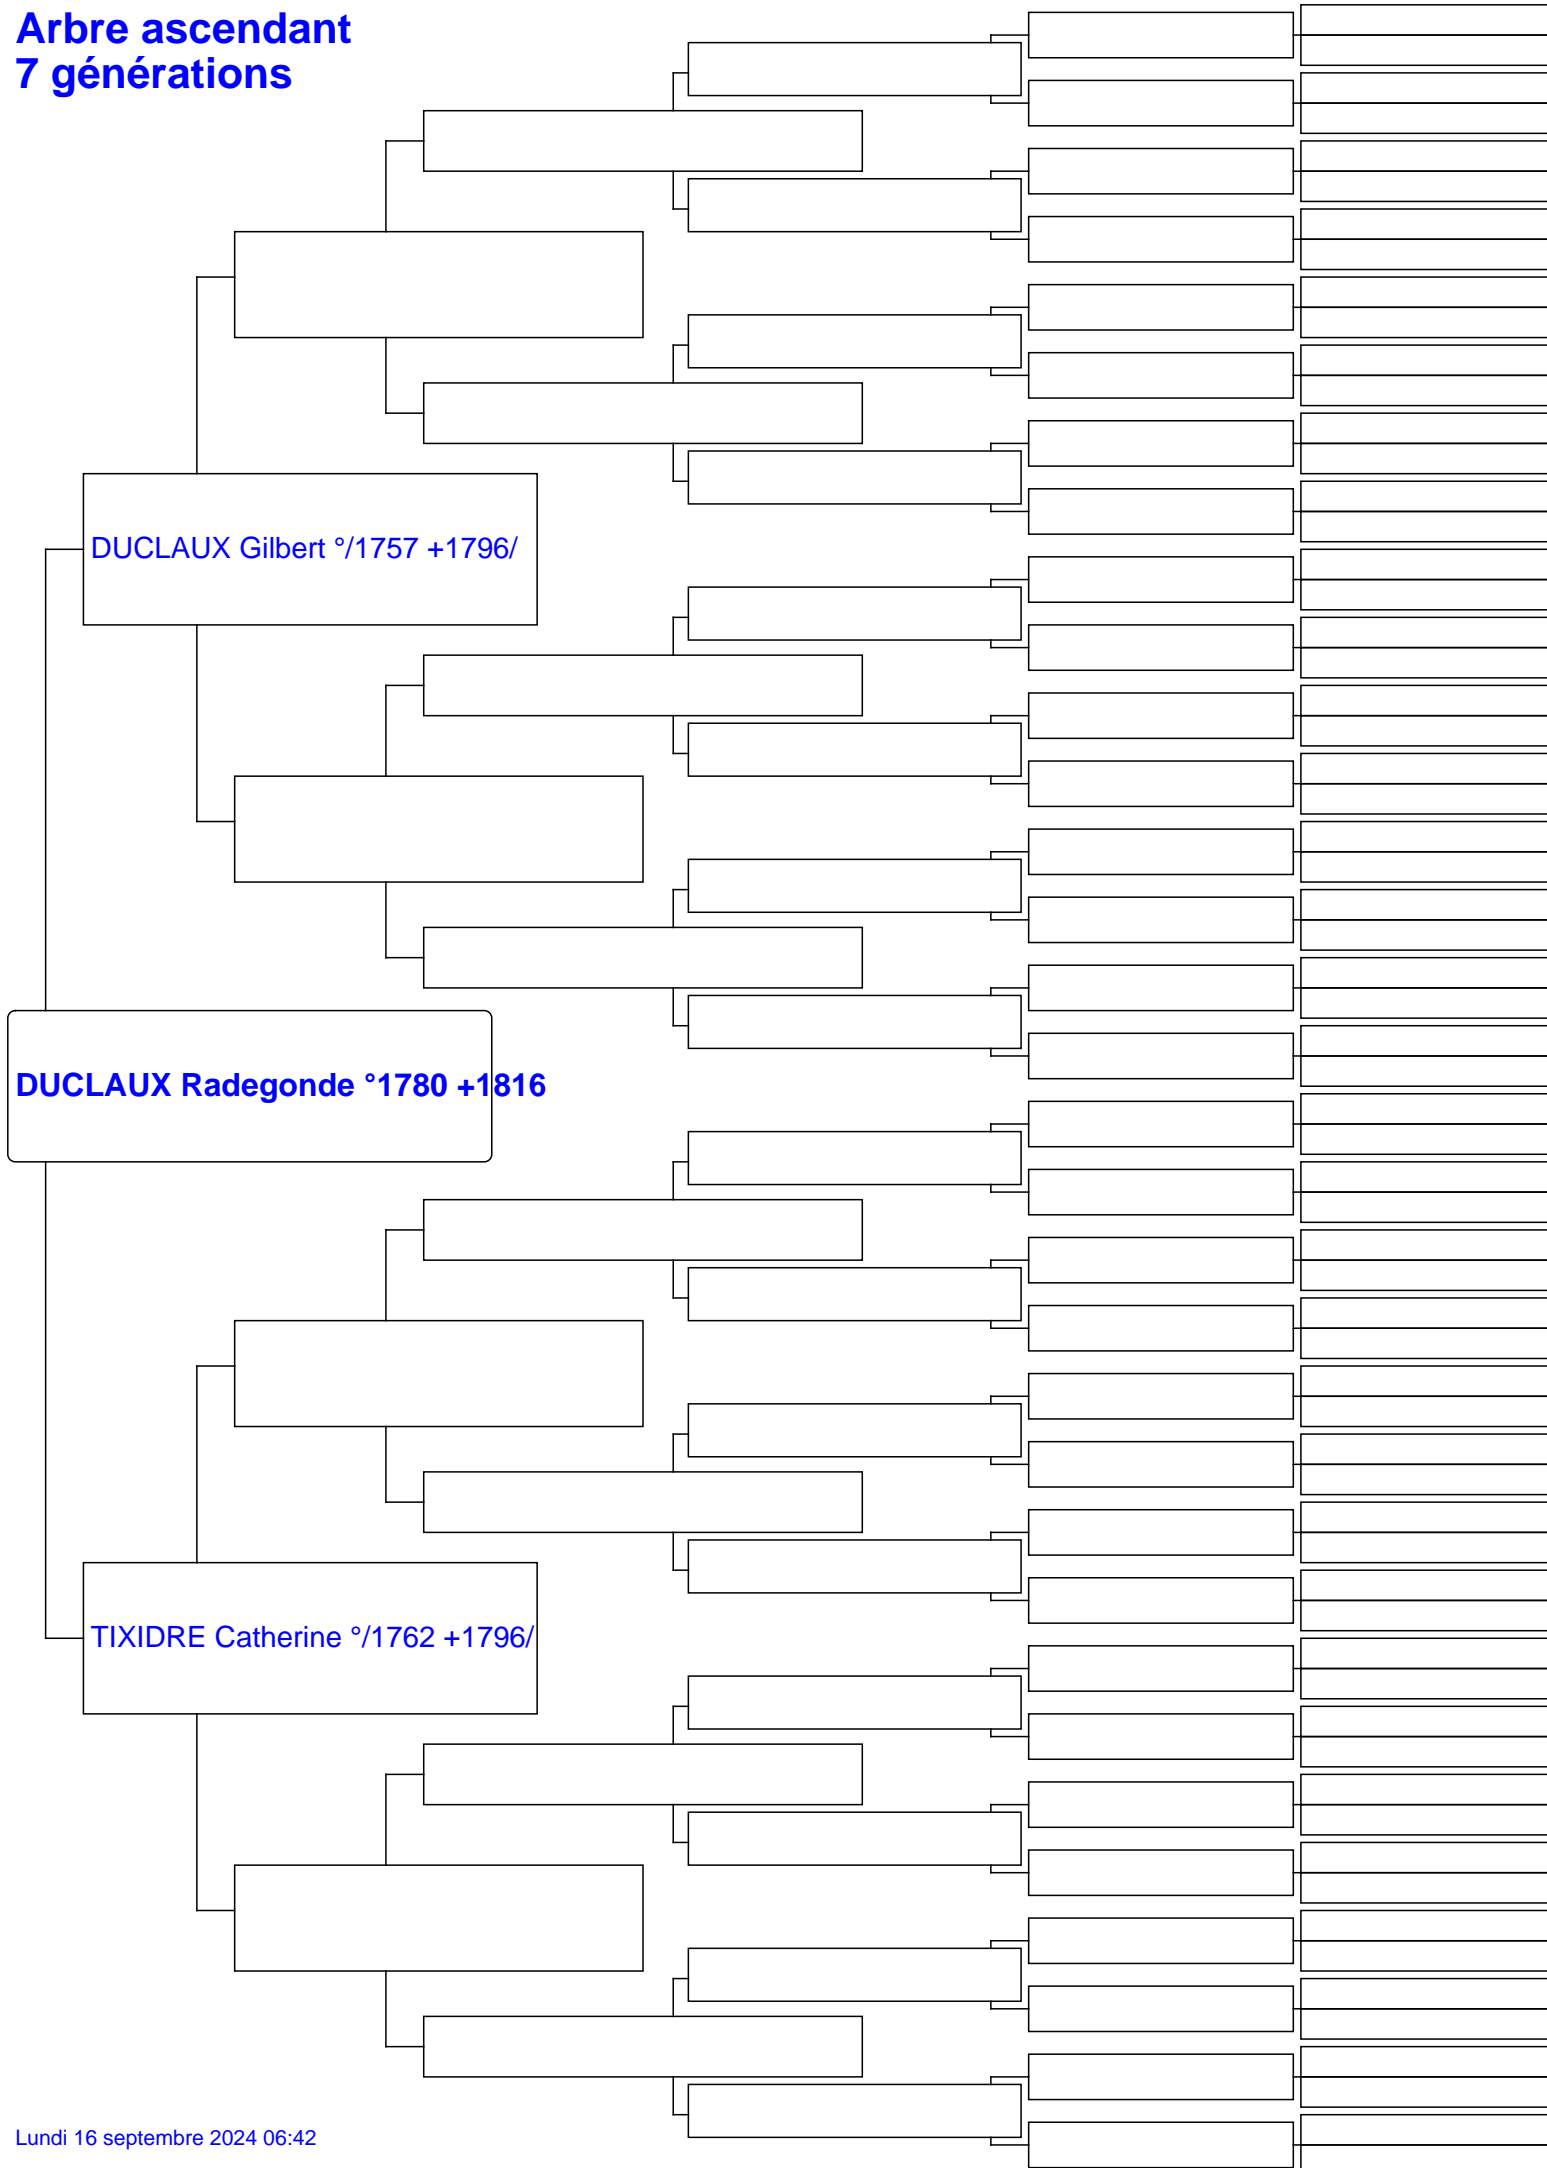 Arbre ascendant
7 générations
DUCLAUX Gilbert °/1757 +1796/
DUCLAUX Radegonde °1780 +1816
TIXIDRE Catherine °/1762 +1796/
Lundi 16 septembre 2024 06:42